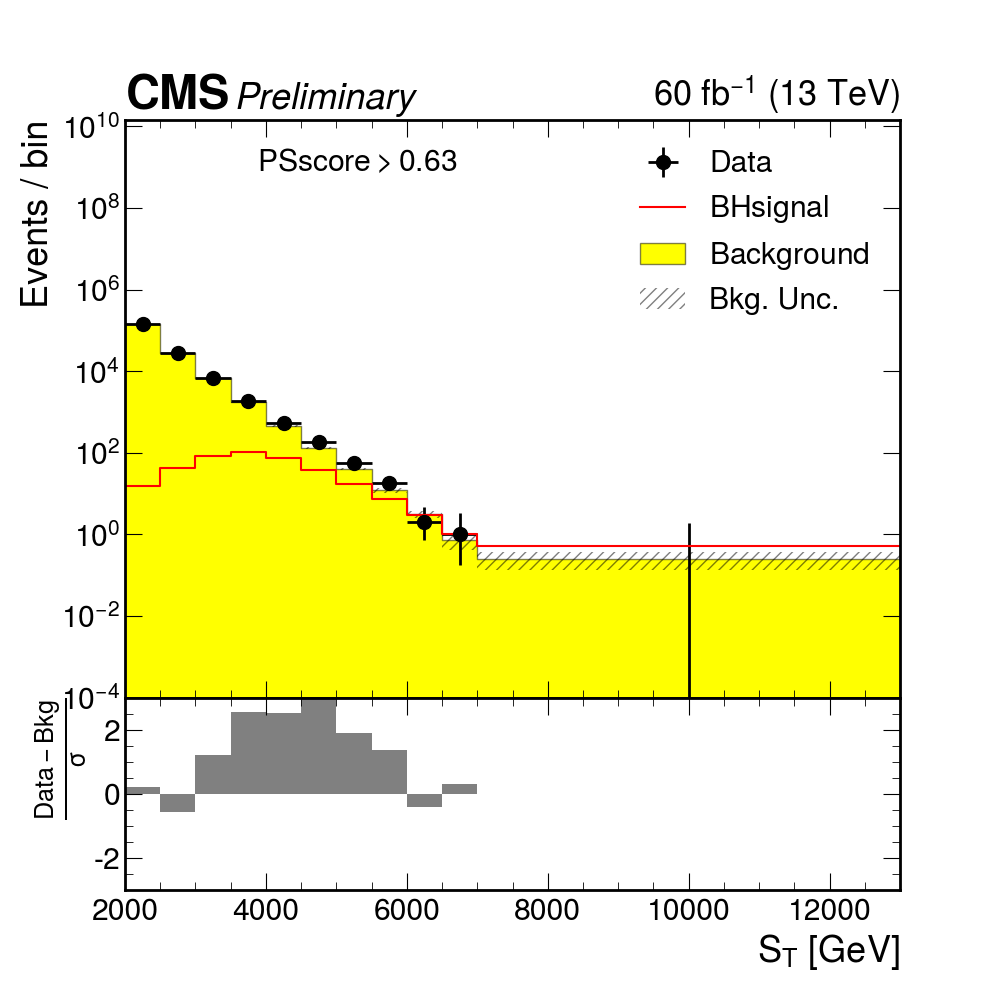 CMS Preliminary 60 fb⁻¹ (13 TeV)
Events / bin
PSscore > 0.63
Data
BHsignal
Background
Bkg. Unc.
10¹⁰
10⁸
10⁶
10⁴
10²
10⁰
10⁻²
10⁻⁴
Data − Bkg
σ
2
0
-2
2000 4000 6000 8000 10000 12000
S_T [GeV]